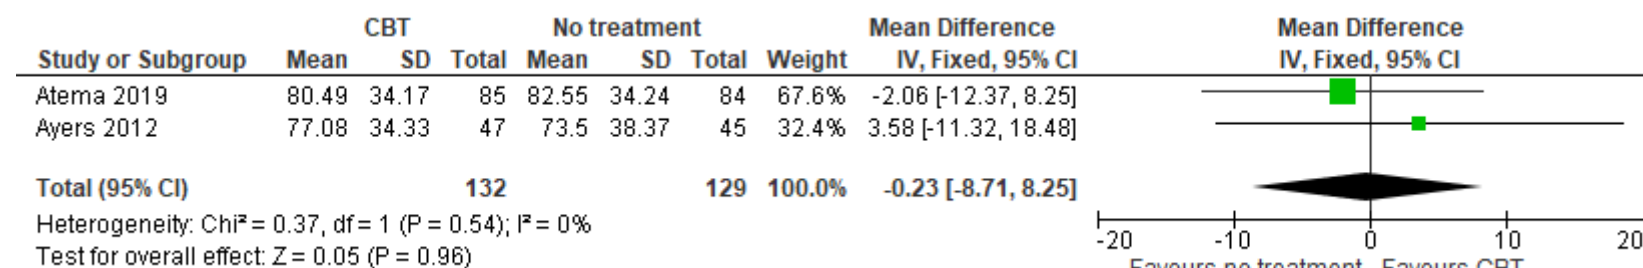 CBT No treatment Mean Difference Mean Difference
Study or Subgroup Mean SD Total Mean SD Total Weight IV, Fixed, 95% CI IV, Fixed, 95% CI
Atema 2019 80.49 34.17 85 82.55 34.24 84 67.6% -2.06 [-12.37, 8.25]
Ayers 2012 77.08 34.33 47 73.5 38.37 45 32.4% 3.58 [-11.32, 18.48]
Total (95% CI) 132 129 100.0% -0.23 [-8.71, 8.25]
Heterogeneity: Chi² = 0.37, df = 1 (P = 0.54); I² = 0%
Test for overall effect: Z = 0.05 (P = 0.96)
-20 -10 0 10 20
Favours no treatment Favours CBT